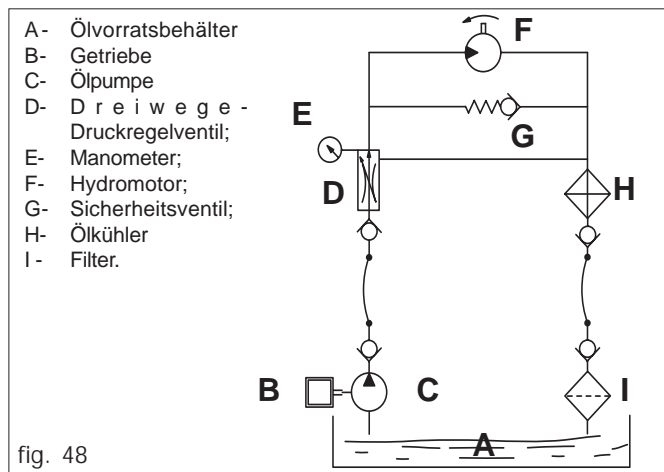 A - Ölvorratsbehälter
B- Getriebe
C- Ölpumpe
D- D r e i w e g e -
Druckregelventil;
E- Manometer;
F- Hydromotor;
G- Sicherheitsventil;
H- Ölkühler
I - Filter.
F
E
G
D
H
B
C
I
A
fig. 48